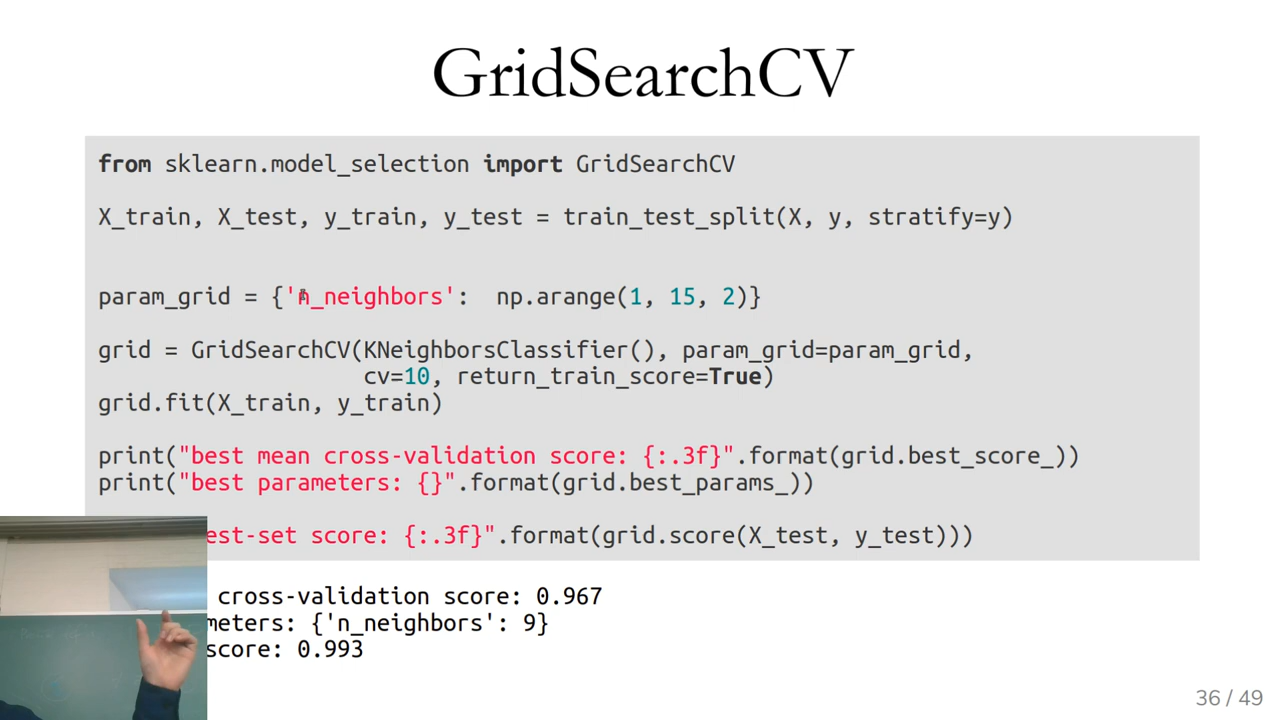 GridSearchCV
from sklearn.model_selection import GridSearchCV
X_train, X_test, y_train, y_test = train_test_split(X, y, stratify=y)
param_grid = {'n_neighbors':  np.arange(1, 15, 2)}
grid = GridSearchCV(KNeighborsClassifier(), param_grid=param_grid,
cv=10, return_train_score=True)
grid.fit(X_train, y_train)
print("best mean cross-validation score: {:.3f}".format(grid.best_score_))
print("best parameters: {}".format(grid.best_params_))
est-set score: {:.3f}".format(grid.score(X_test, y_test)))
cross-validation score: 0.967
meters: {'n_neighbors': 9}
score: 0.993
36 / 49